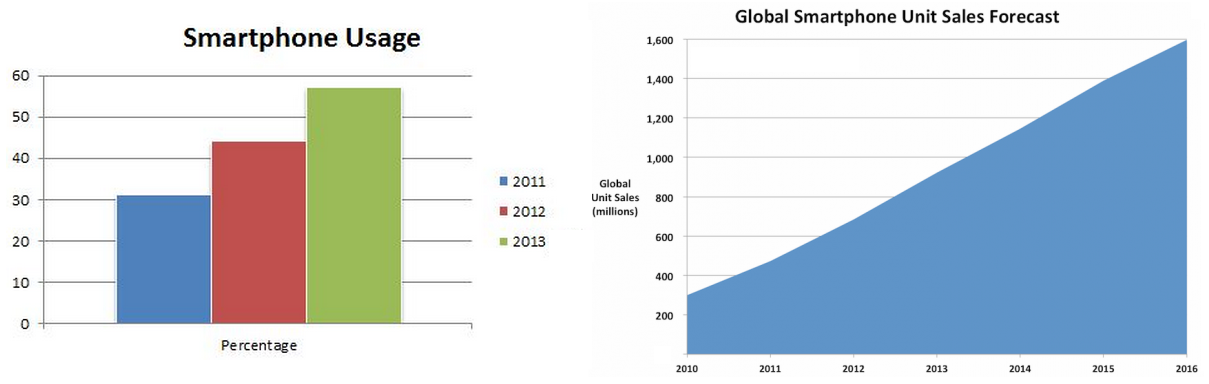 Smartphone Usage
60
50
40
30
20
10
0
Percentage
2011
2012
2013
Global Smartphone Unit Sales Forecast
1,600
1,400
1,200
1,000
800
600
400
200
Global
Unit Sales
(millions)
2010 2011 2012 2013 2014 2015 2016